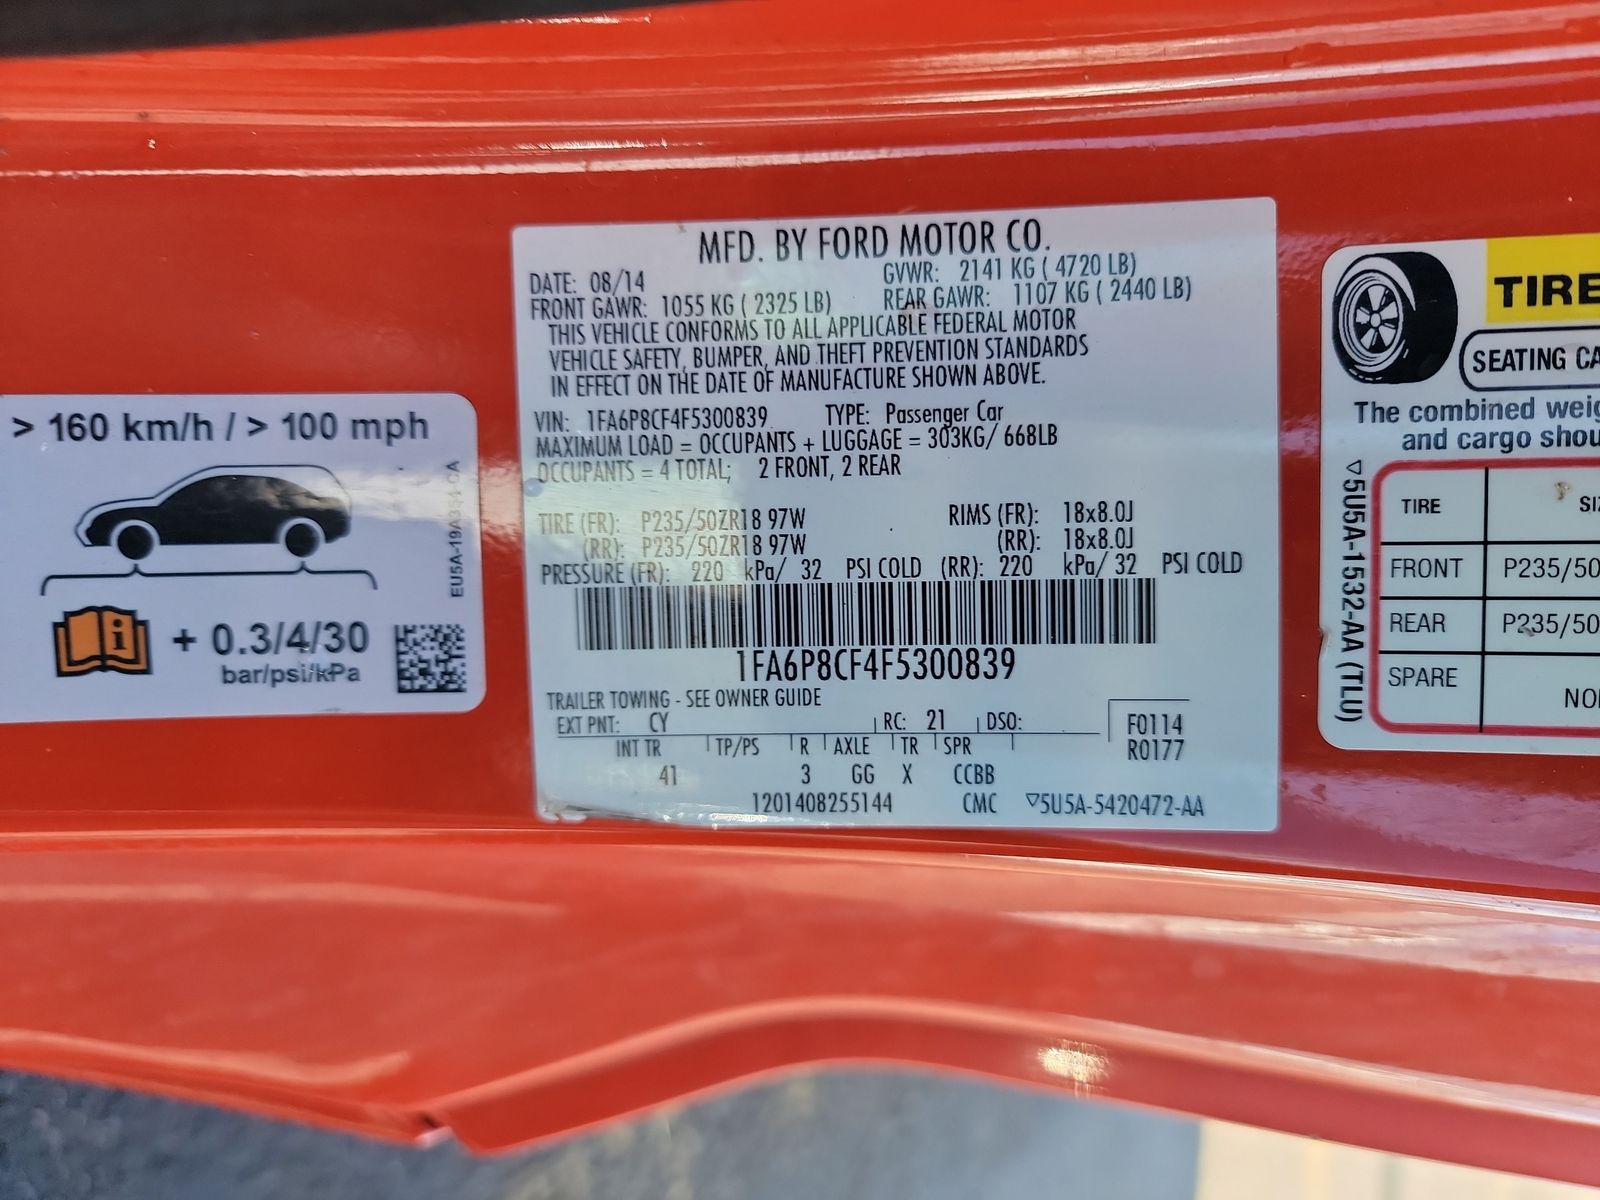 > 160 km/h / > 100 mph
EU5A-19A351-CA
+ 0.3/4/30
bar/psi/kPa
MFD. BY FORD MOTOR CO.
DATE: 08/14 GVWR: 2141 KG ( 4720 LB)
FRONT GAWR: 1055 KG ( 2325 LB) REAR GAWR: 1107 KG ( 2440 LB)
THIS VEHICLE CONFORMS TO ALL APPLICABLE FEDERAL MOTOR
VEHICLE SAFETY, BUMPER, AND THEFT PREVENTION STANDARDS
IN EFFECT ON THE DATE OF MANUFACTURE SHOWN ABOVE.
VIN: 1FA6P8CF4F5300839 TYPE: Passenger Car
MAXIMUM LOAD = OCCUPANTS + LUGGAGE = 303KG/ 668LB
OCCUPANTS = 4 TOTAL; 2 FRONT, 2 REAR
TIRE (FR): P235/50ZR18 97W RIMS (FR): 18x8.0J
(RR): P235/50ZR18 97W (RR): 18x8.0J
PRESSURE (FR): 220 kPa/ 32 PSI COLD (RR): 220 kPa/ 32 PSI COLD
1FA6P8CF4F5300839
TRAILER TOWING - SEE OWNER GUIDE
EXT PNT: CY RC: 21 DSO: F0114
INT TR TP/PS R AXLE TR SPR R0177
41 3 GG X CCBB
1201408255144 CMC ▽5U5A-5420472-AA
TIRE
SEATING CA
The combined weig
and cargo shou
▽5U5A-1532-AA (TLU)
TIRE SI
FRONT P235/50
REAR P235/50
SPARE NO